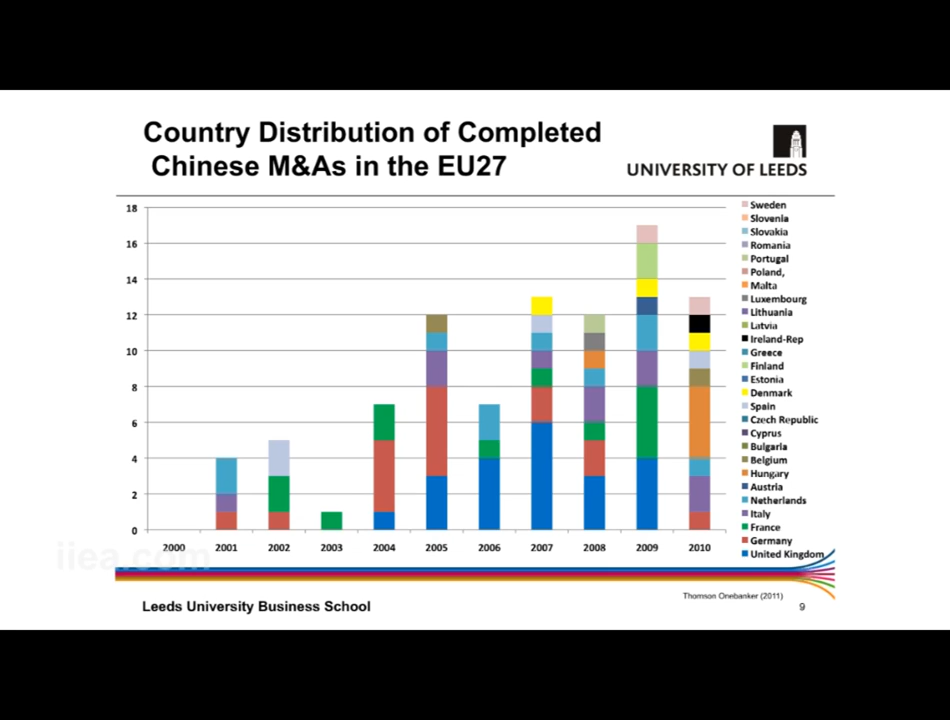 Country Distribution of Completed
Chinese M&As in the EU27
UNIVERSITY OF LEEDS
18
16
14
12
10
8
6
4
2
0
2000 2001 2002 2003 2004 2005 2006 2007 2008 2009 2010
Sweden
Slovenia
Slovakia
Romania
Portugal
Poland,
Malta
Luxembourg
Lithuania
Latvia
Ireland-Rep
Greece
Finland
Estonia
Denmark
Spain
Czech Republic
Cyprus
Bulgaria
Belgium
Hungary
Austria
Netherlands
Italy
France
Germany
United Kingdom
iiea.com
Thomson Onebanker (2011)
Leeds University Business School
9